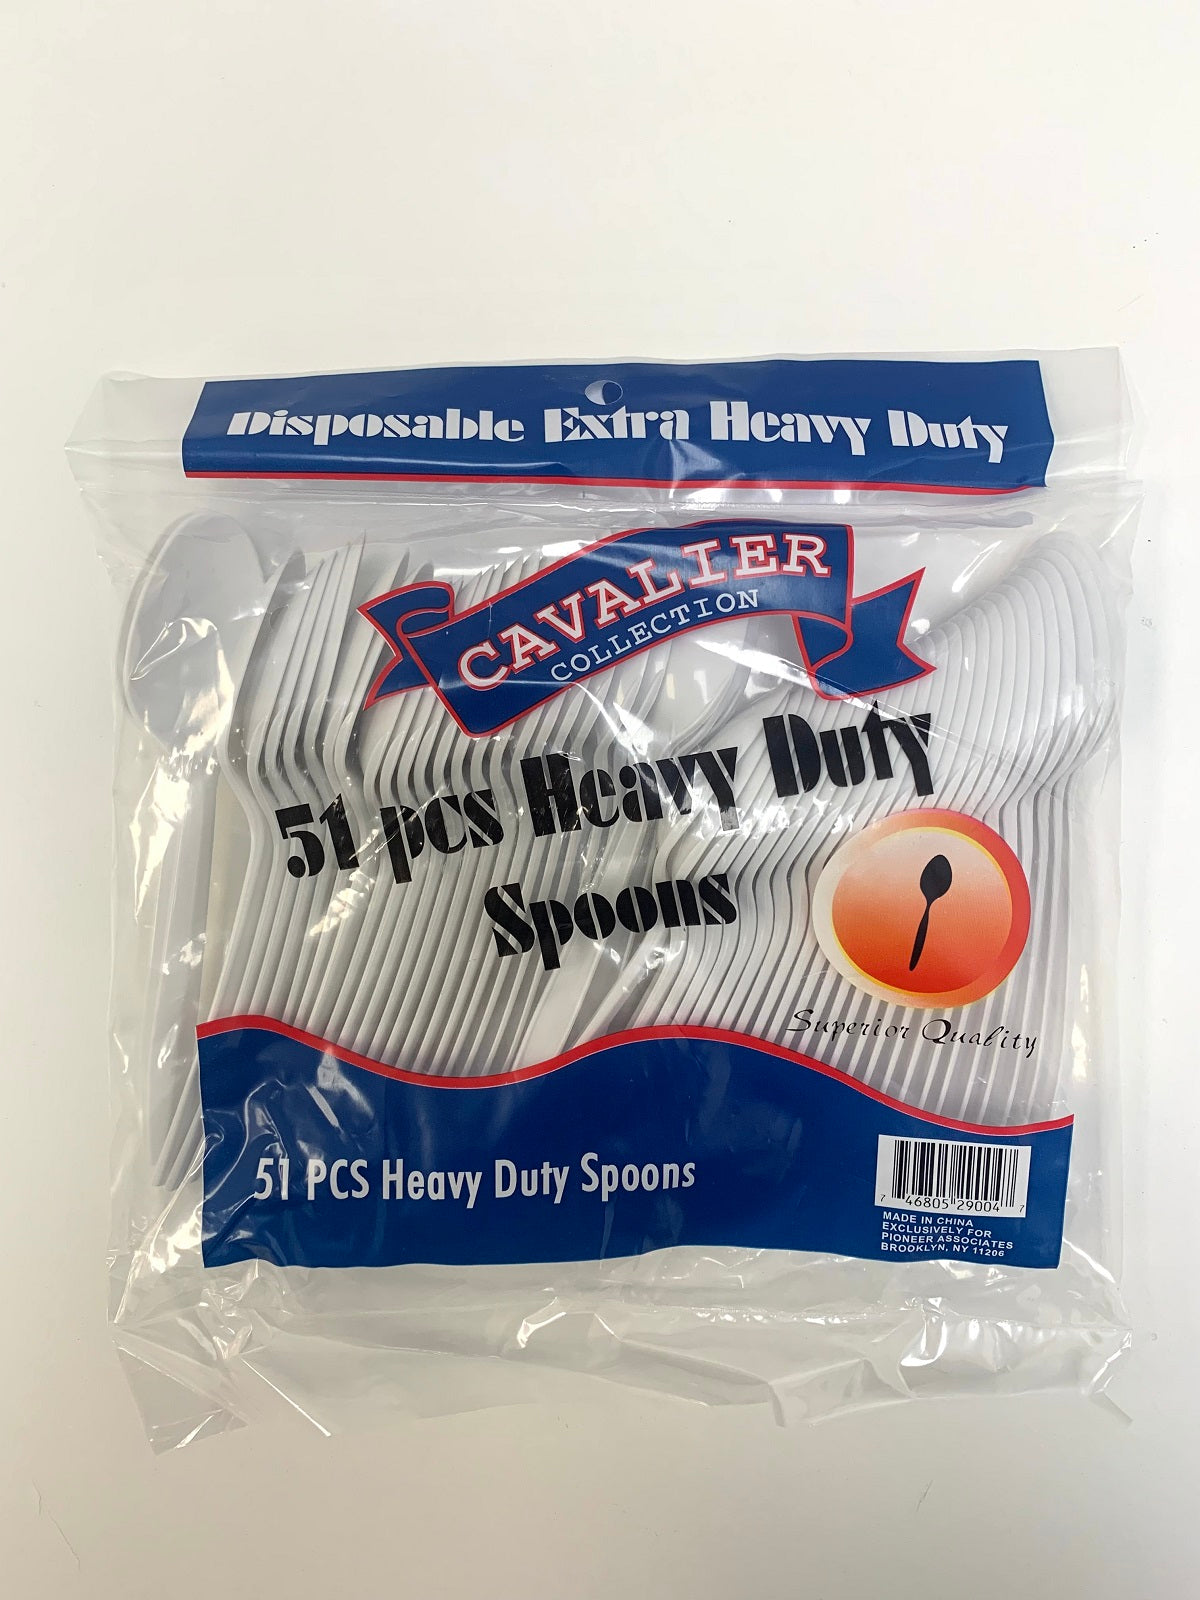 Disposable Extra Heavy Duty
CAVALIER
COLLECTION
51 pcs Heavy Duty
Spoons
Superior Quality
51 PCS Heavy Duty Spoons
7 46805 29004 7
MADE IN CHINA
EXCLUSIVELY FOR
PIONEER ASSOCIATES
BROOKLYN, NY 11206